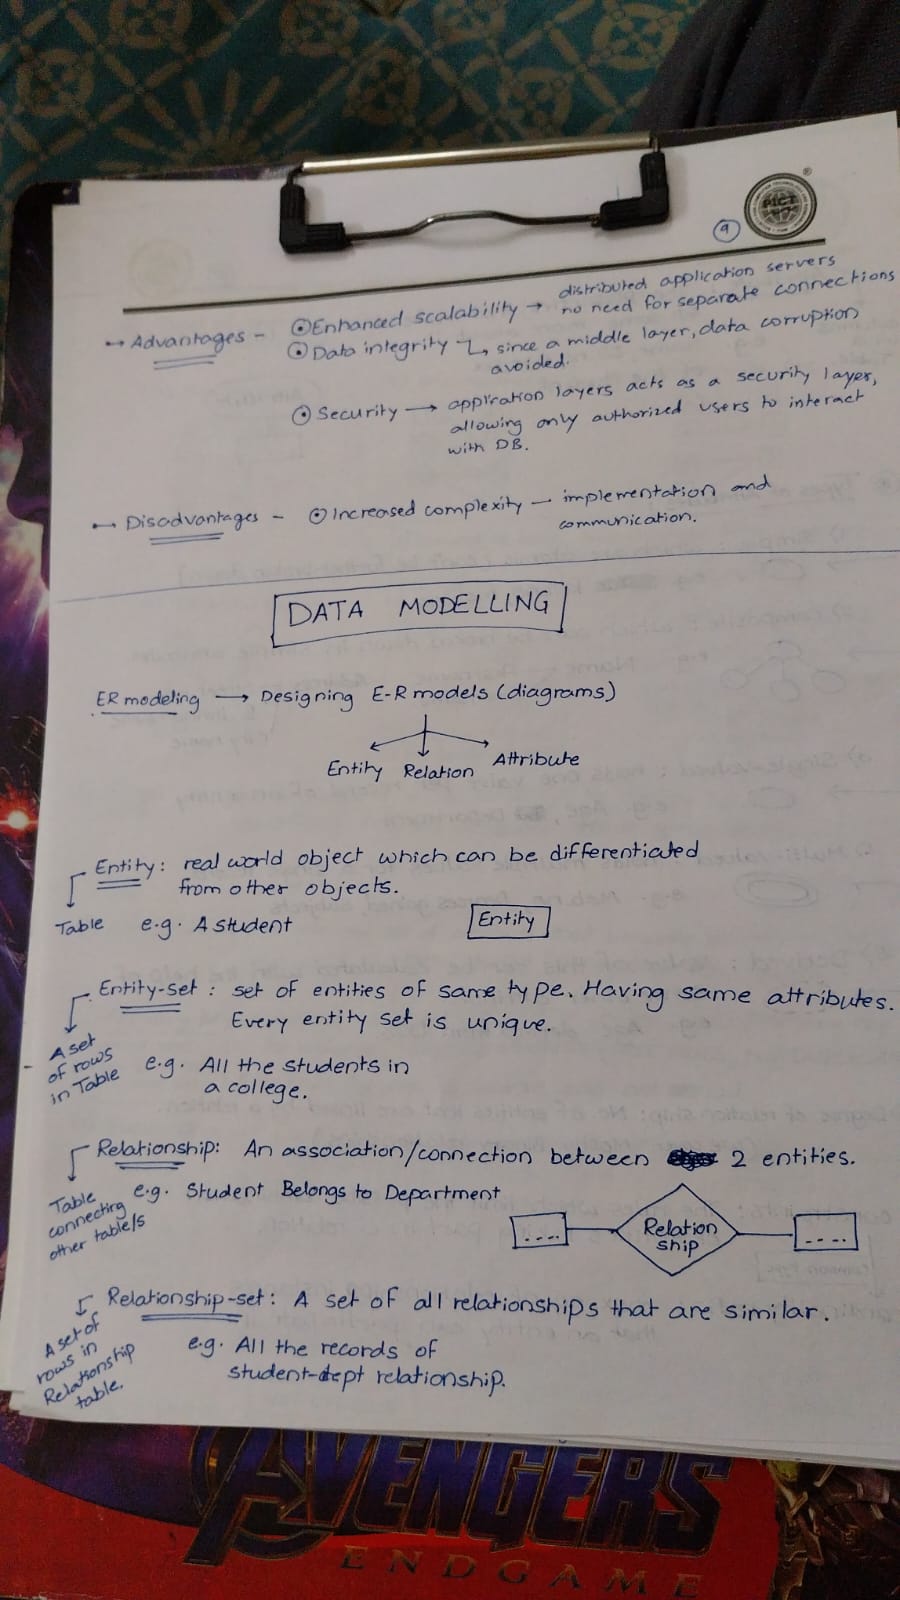 PICT
9
→ Advantages - ⊙ Enhanced scalability → distributed application servers
no need for separate connections
⊙ Data integrity ↳ since a middle layer, data corruption
avoided.
⊙ Security → application layers acts as a security layer,
allowing only authorized users to interact
with DB.
→ Disadvantages - ⊙ Increased complexity — implementation and
communication.
DATA MODELLING
ER modeling → Designing E-R models (diagrams)
Entity Relation Attribute
Entity: real world object which can be differentiated
from other objects.
Table e.g. A student
Entity
Entity-set : set of entities of same type. Having same attributes.
Every entity set is unique.
A set
of rows
in Table
e.g. All the students in
a college.
Relationship: An association/connection between 2 entities.
Table
connecting
other table/s
e.g. Student Belongs to Department
.... Relation
ship ....
Relationship-set: A set of all relationships that are similar.
A set of
rows in
Relationship
table.
e.g. All the records of
student-dept relationship.
AVENGERS
ENDGAME